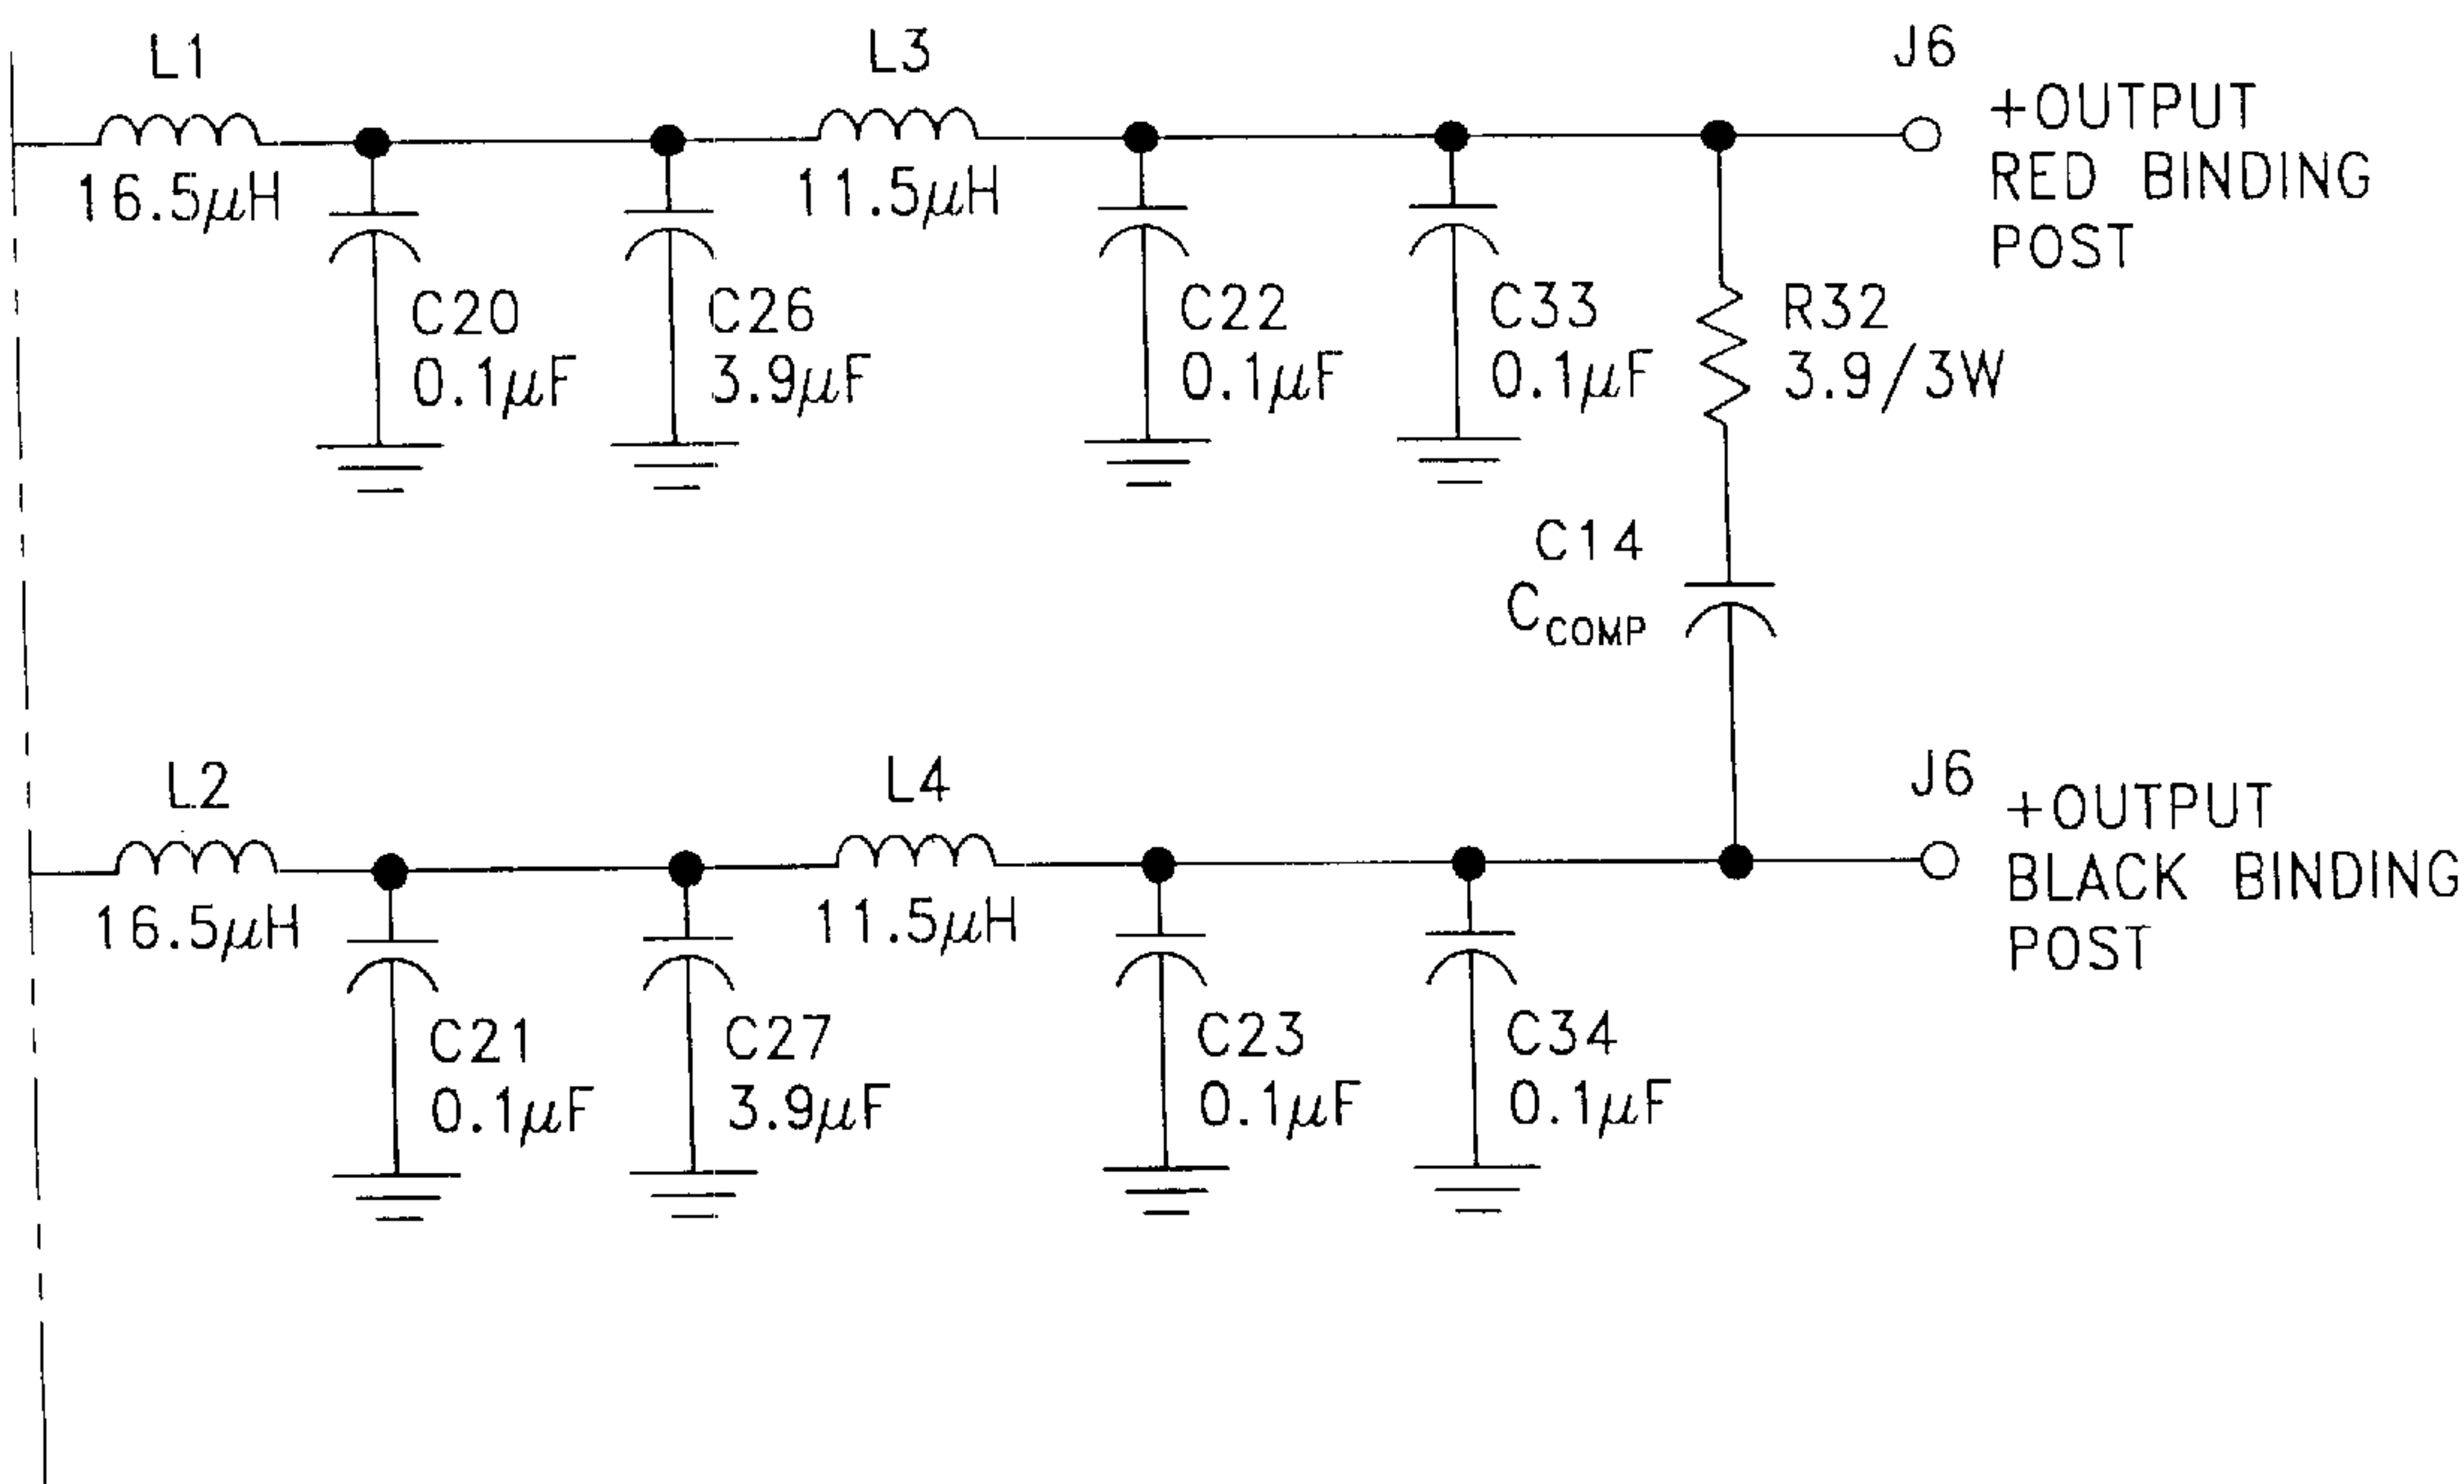 L1
16.5μH
L3
11.5μH
J6
+OUTPUT
RED BINDING
POST
C20
0.1μF
C26
3.9μF
C22
0.1μF
C33
0.1μF
R32
3.9/3W
C14
CCOMP
L2
16.5μH
L4
11.5μH
J6
+OUTPUT
BLACK BINDING
POST
C21
0.1μF
C27
3.9μF
C23
0.1μF
C34
0.1μF